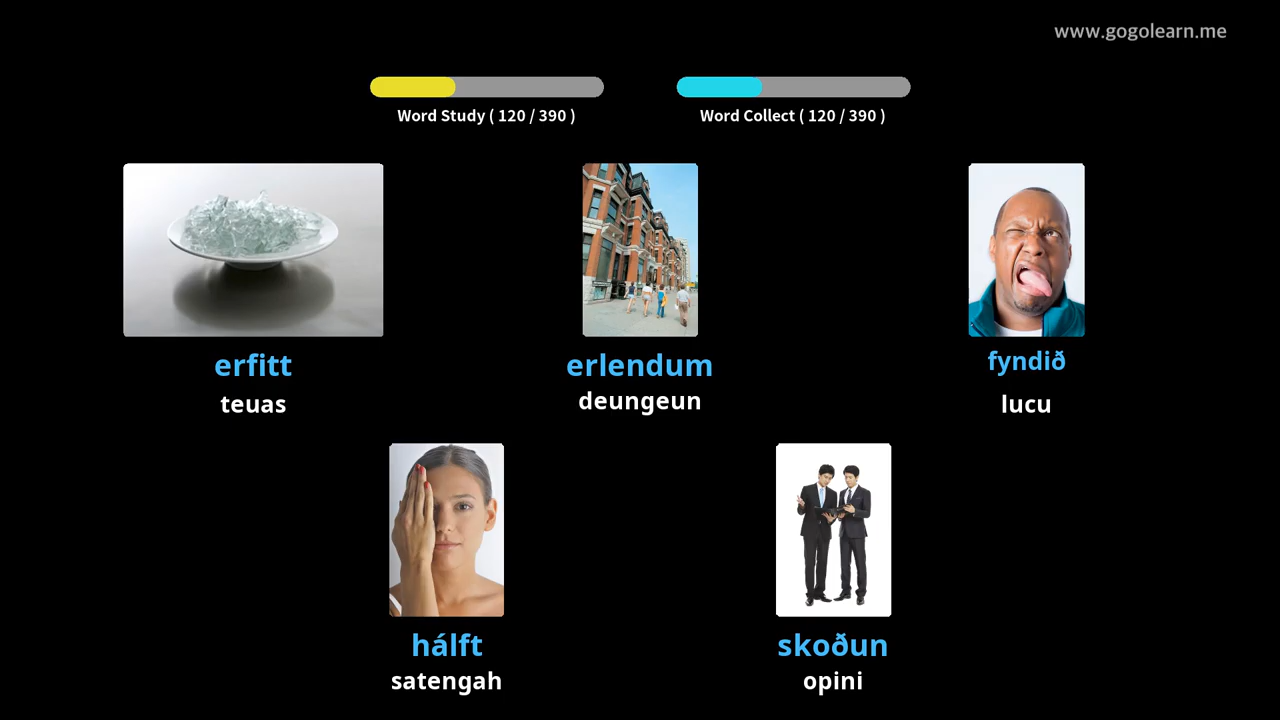 www.gogolearn.me
Word Study ( 120 / 390 )
Word Collect ( 120 / 390 )
erfitt
teuas
erlendum
deungeun
fyndið
lucu
hálft
satengah
skoðun
opini